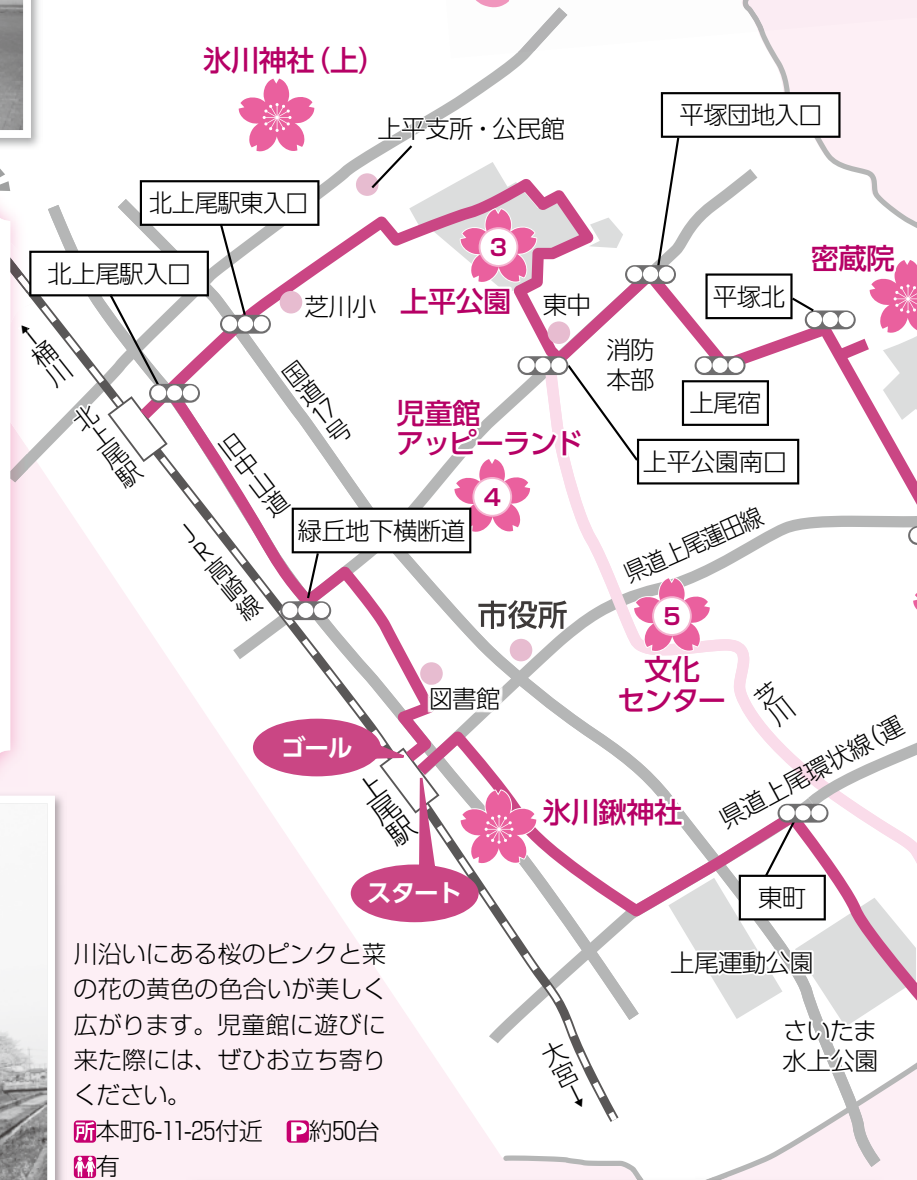 氷川神社(上)
上平支所・公民館
平塚団地入口
北上尾駅東入口
北上尾駅入口
芝川小
3
上平公園
東中
密蔵院
平塚北
消防
本部
上尾宿
上平公園南口
←桶川
北上尾駅
国道17号
旧中山道
児童館
アッピーランド
4
緑丘地下横断道
JR高崎線
県道上尾蓮田線
市役所
5
文化
センター
図書館
芝川
ゴール
上尾駅
スタート
氷川鍬神社
県道上尾環状線(運
東町
上尾運動公園
さいたま
水上公園
大宮→
川沿いにある桜のピンクと菜
の花の黄色の色合いが美しく
広がります。児童館に遊びに
来た際には、ぜひお立ち寄り
ください。
所本町6-11-25付近 P約50台
有